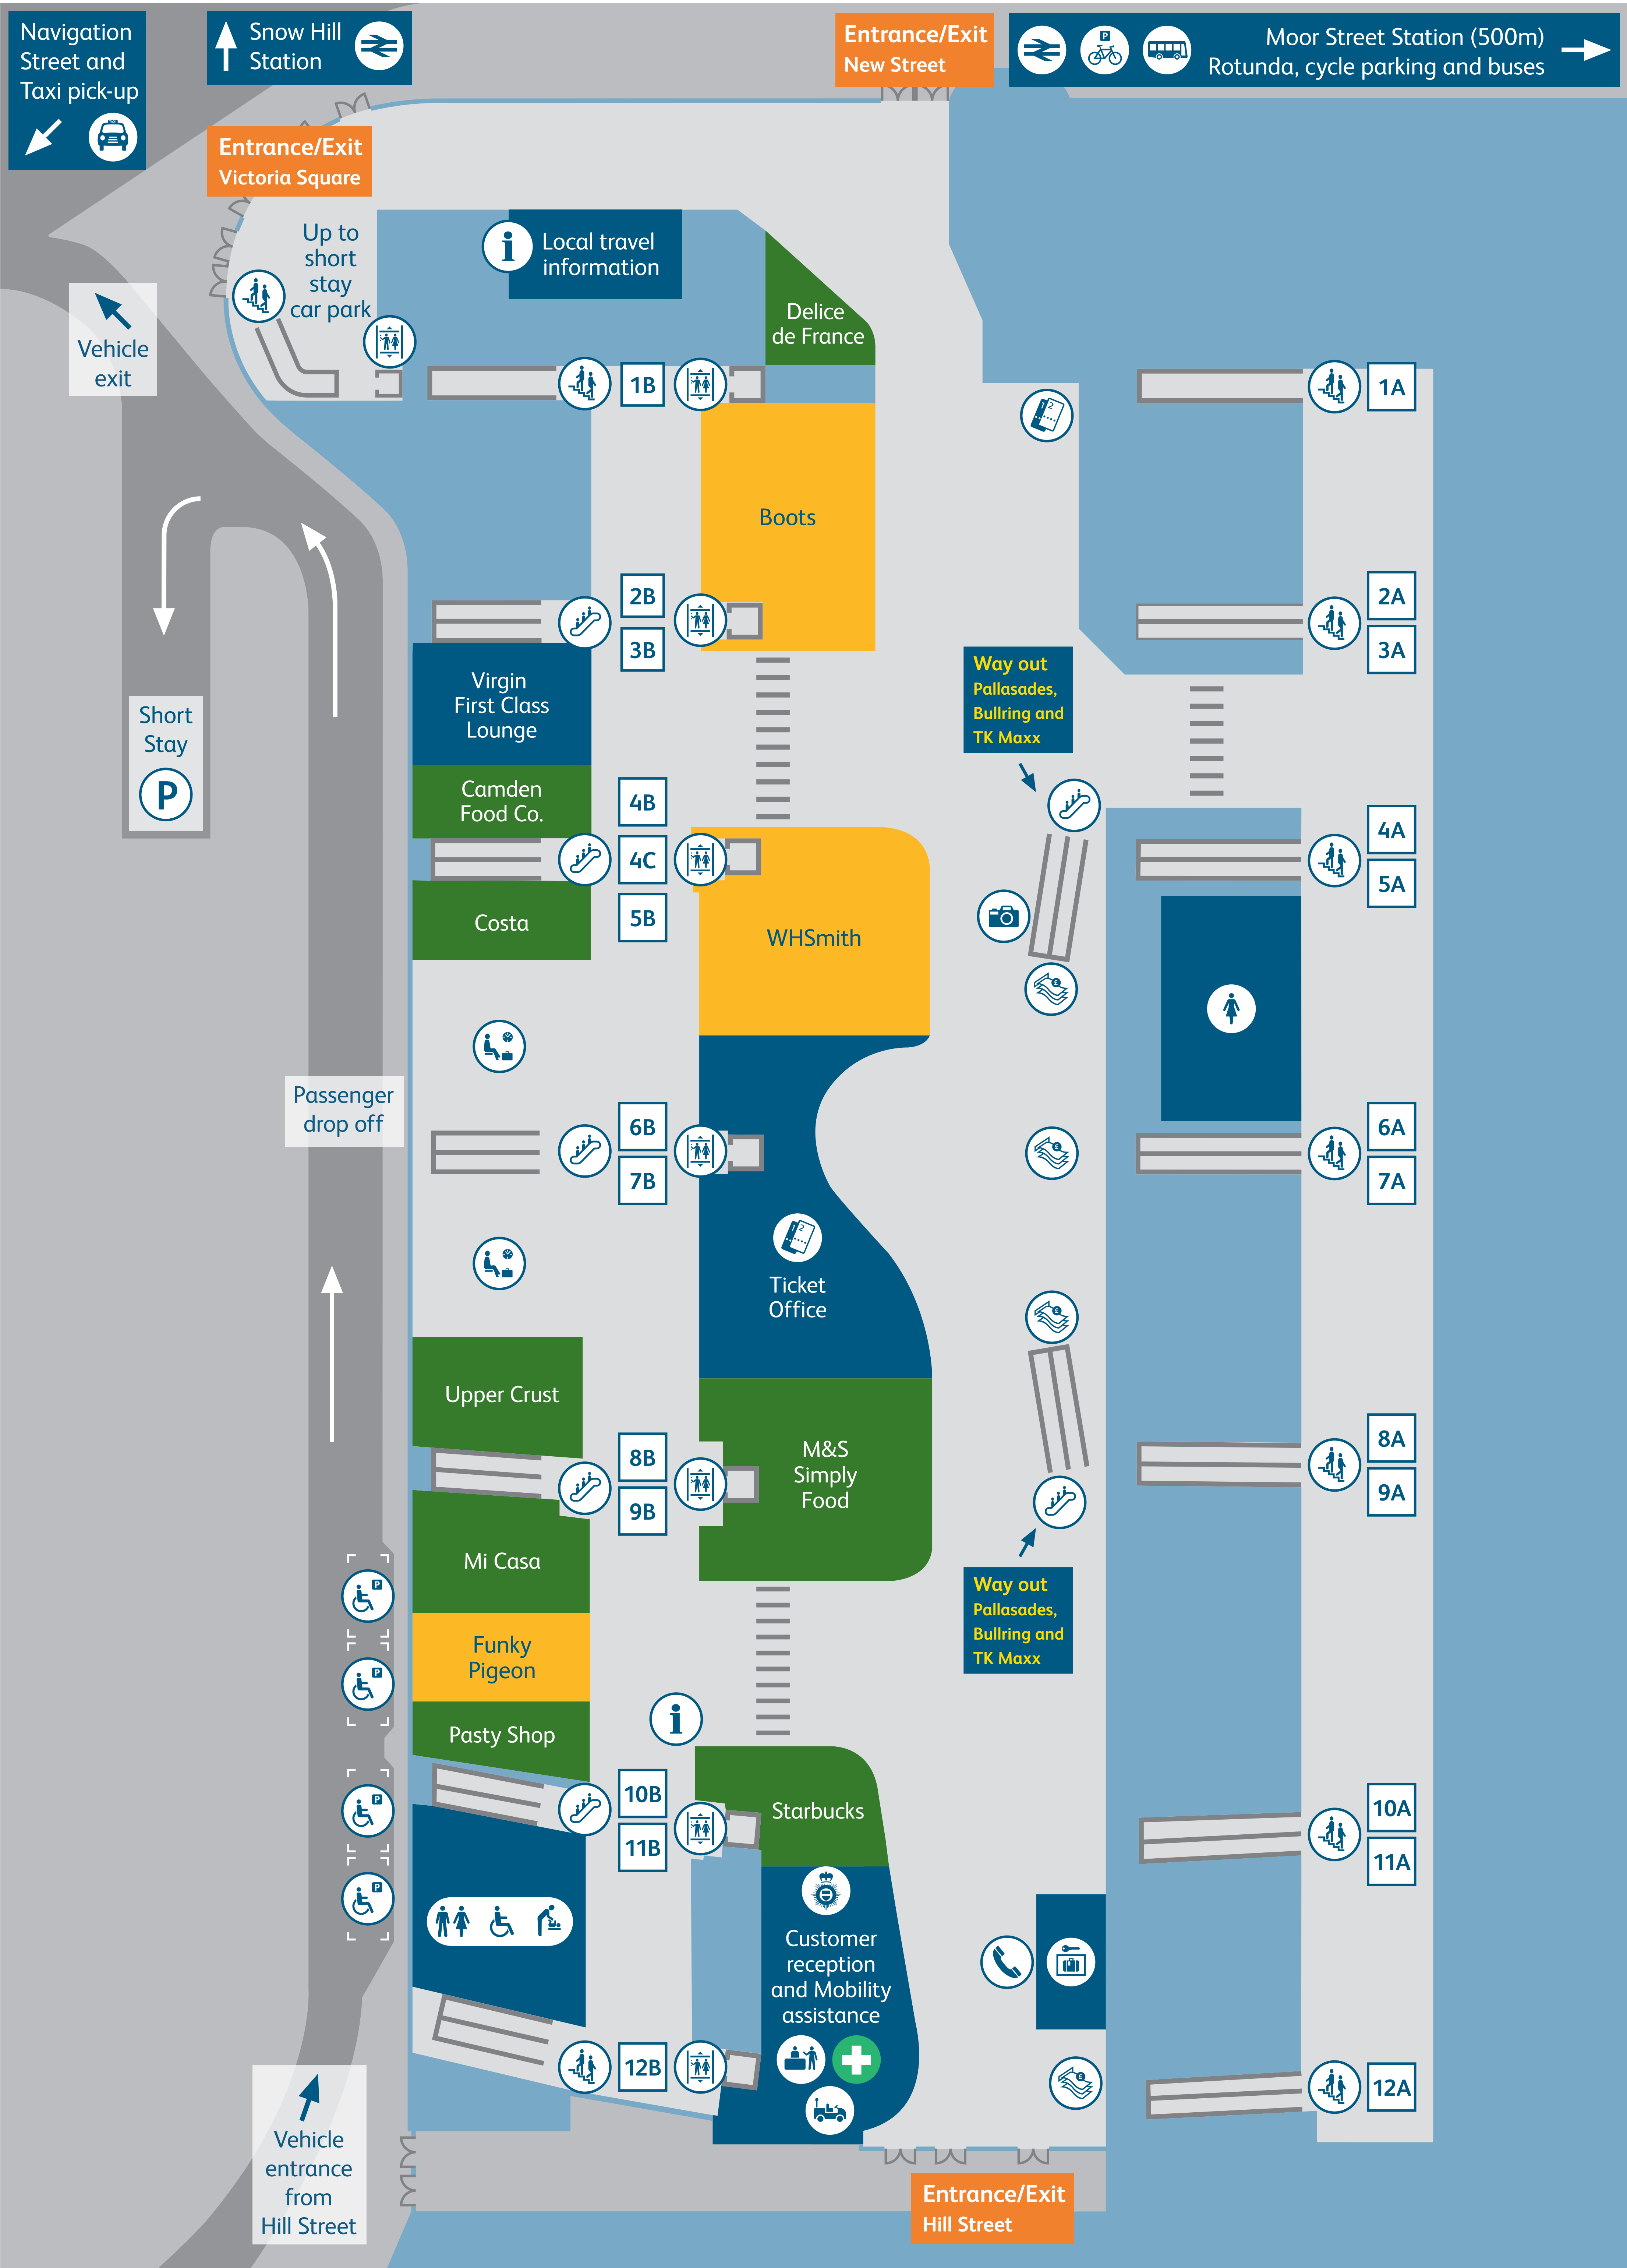 Navigation
Street and
Taxi pick-up
Snow Hill
Station
Entrance/Exit
New Street
P
Moor Street Station (500m)
Rotunda, cycle parking and buses
Entrance/Exit
Victoria Square
Up to
short
stay
car park
i
Local travel
information
Delice
de France
Vehicle
exit
1B
1A
Boots
2B
3B
2A
3A
Virgin
First Class
Lounge
Way out
Pallasades,
Bullring and
TK Maxx
Short
Stay
P
Camden
Food Co.
4B
4C
5B
4A
5A
Costa
WHSmith
Passenger
drop off
6B
7B
6A
7A
Ticket
Office
Upper Crust
M&S
Simply
Food
8B
9B
8A
9A
Mi Casa
Way out
Pallasades,
Bullring and
TK Maxx
P
Funky
Pigeon
P
Pasty Shop
i
10B
11B
10A
11A
Starbucks
P
P
Customer
reception
and Mobility
assistance
12B
12A
Vehicle
entrance
from
Hill Street
Entrance/Exit
Hill Street